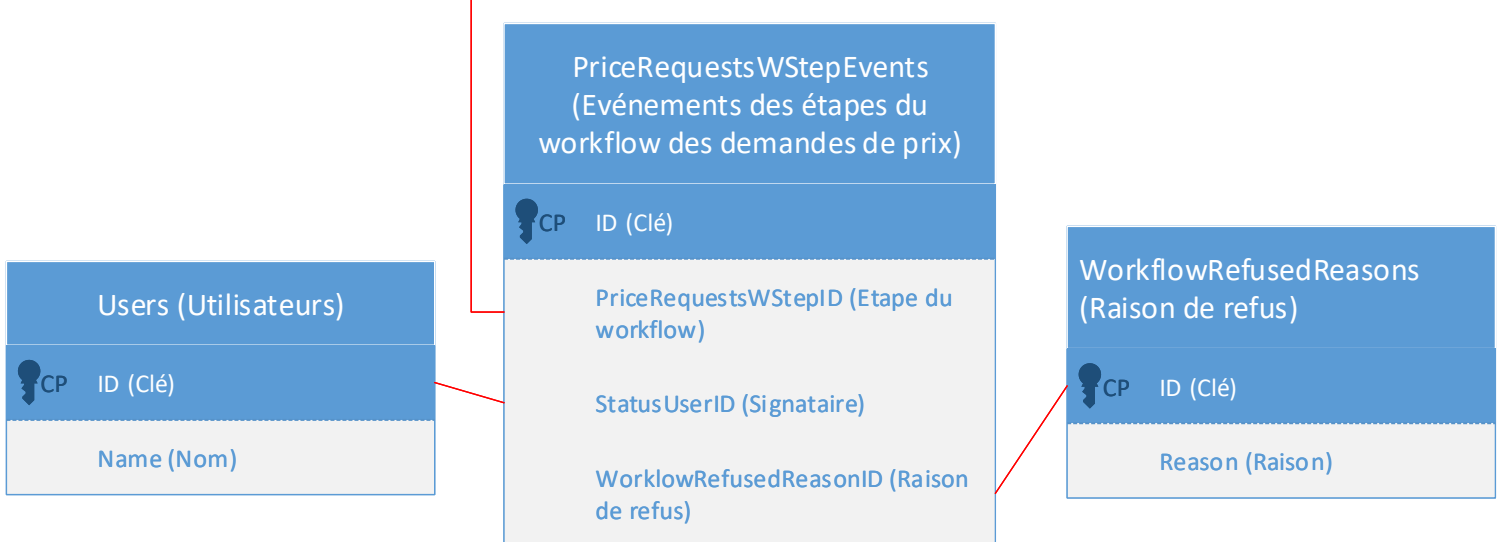 PriceRequestsWStepEvents
(Evénements des étapes du
workflow des demandes de prix)
CP ID (Clé)
PriceRequestsWStepID (Etape du
workflow)
StatusUserID (Signataire)
WorklowRefusedReasonID (Raison
de refus)
Users (Utilisateurs)
CP ID (Clé)
Name (Nom)
WorkflowRefusedReasons
(Raison de refus)
CP ID (Clé)
Reason (Raison)